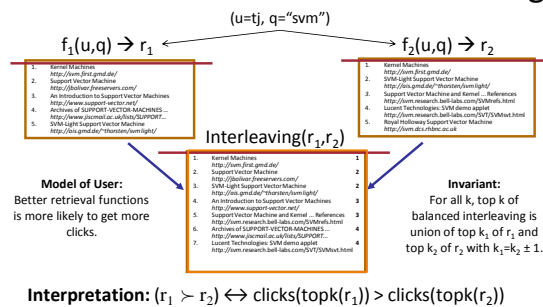 (u=tj, q="svm")
f1(u,q) → r1
f2(u,q) → r2
1. Kernel Machines
http://svm.first.gmd.de/
2. Support Vector Machine
http://jbolivar.freeservers.com/
3. An Introduction to Support Vector Machines
http://www.support-vector.net/
4. Archives of SUPPORT-VECTOR-MACHINES ...
http://www.jiscmail.ac.uk/lists/SUPPORT...
5. SVM-Light Support Vector Machine
http://ais.gmd.de/~thorsten/svm light/
1. Kernel Machines
http://svm.first.gmd.de/
2. SVM-Light Support Vector Machine
http://ais.gmd.de/~thorsten/svm light/
3. Support Vector Machine and Kernel ... References
http://svm.research.bell-labs.com/SVMrefs.html
4. Lucent Technologies: SVM demo applet
http://svm.research.bell-labs.com/SVT/SVMsvt.html
5. Royal Holloway Support Vector Machine
http://svm.dcs.rhbnc.ac.uk
Interleaving(r1,r2)
1. Kernel Machines 1
http://svm.first.gmd.de/
2. Support Vector Machine 2
http://jbolivar.freeservers.com/
3. SVM-Light Support Vector Machine 2
http://ais.gmd.de/~thorsten/svm light/
4. An Introduction to Support Vector Machines 3
http://www.support-vector.net/
5. Support Vector Machine and Kernel ... References 3
http://svm.research.bell-labs.com/SVMrefs.html
6. Archives of SUPPORT-VECTOR-MACHINES ... 4
http://www.jiscmail.ac.uk/lists/SUPPORT...
7. Lucent Technologies: SVM demo applet 4
http://svm.research.bell-labs.com/SVT/SVMsvt.html
Model of User:
Better retrieval functions
is more likely to get more
clicks.
Invariant:
For all k, top k of
balanced interleaving is
union of top k1 of r1 and
top k2 of r2 with k1=k2 ± 1.
Interpretation: (r1 ≻ r2) ↔ clicks(topk(r1)) > clicks(topk(r2))